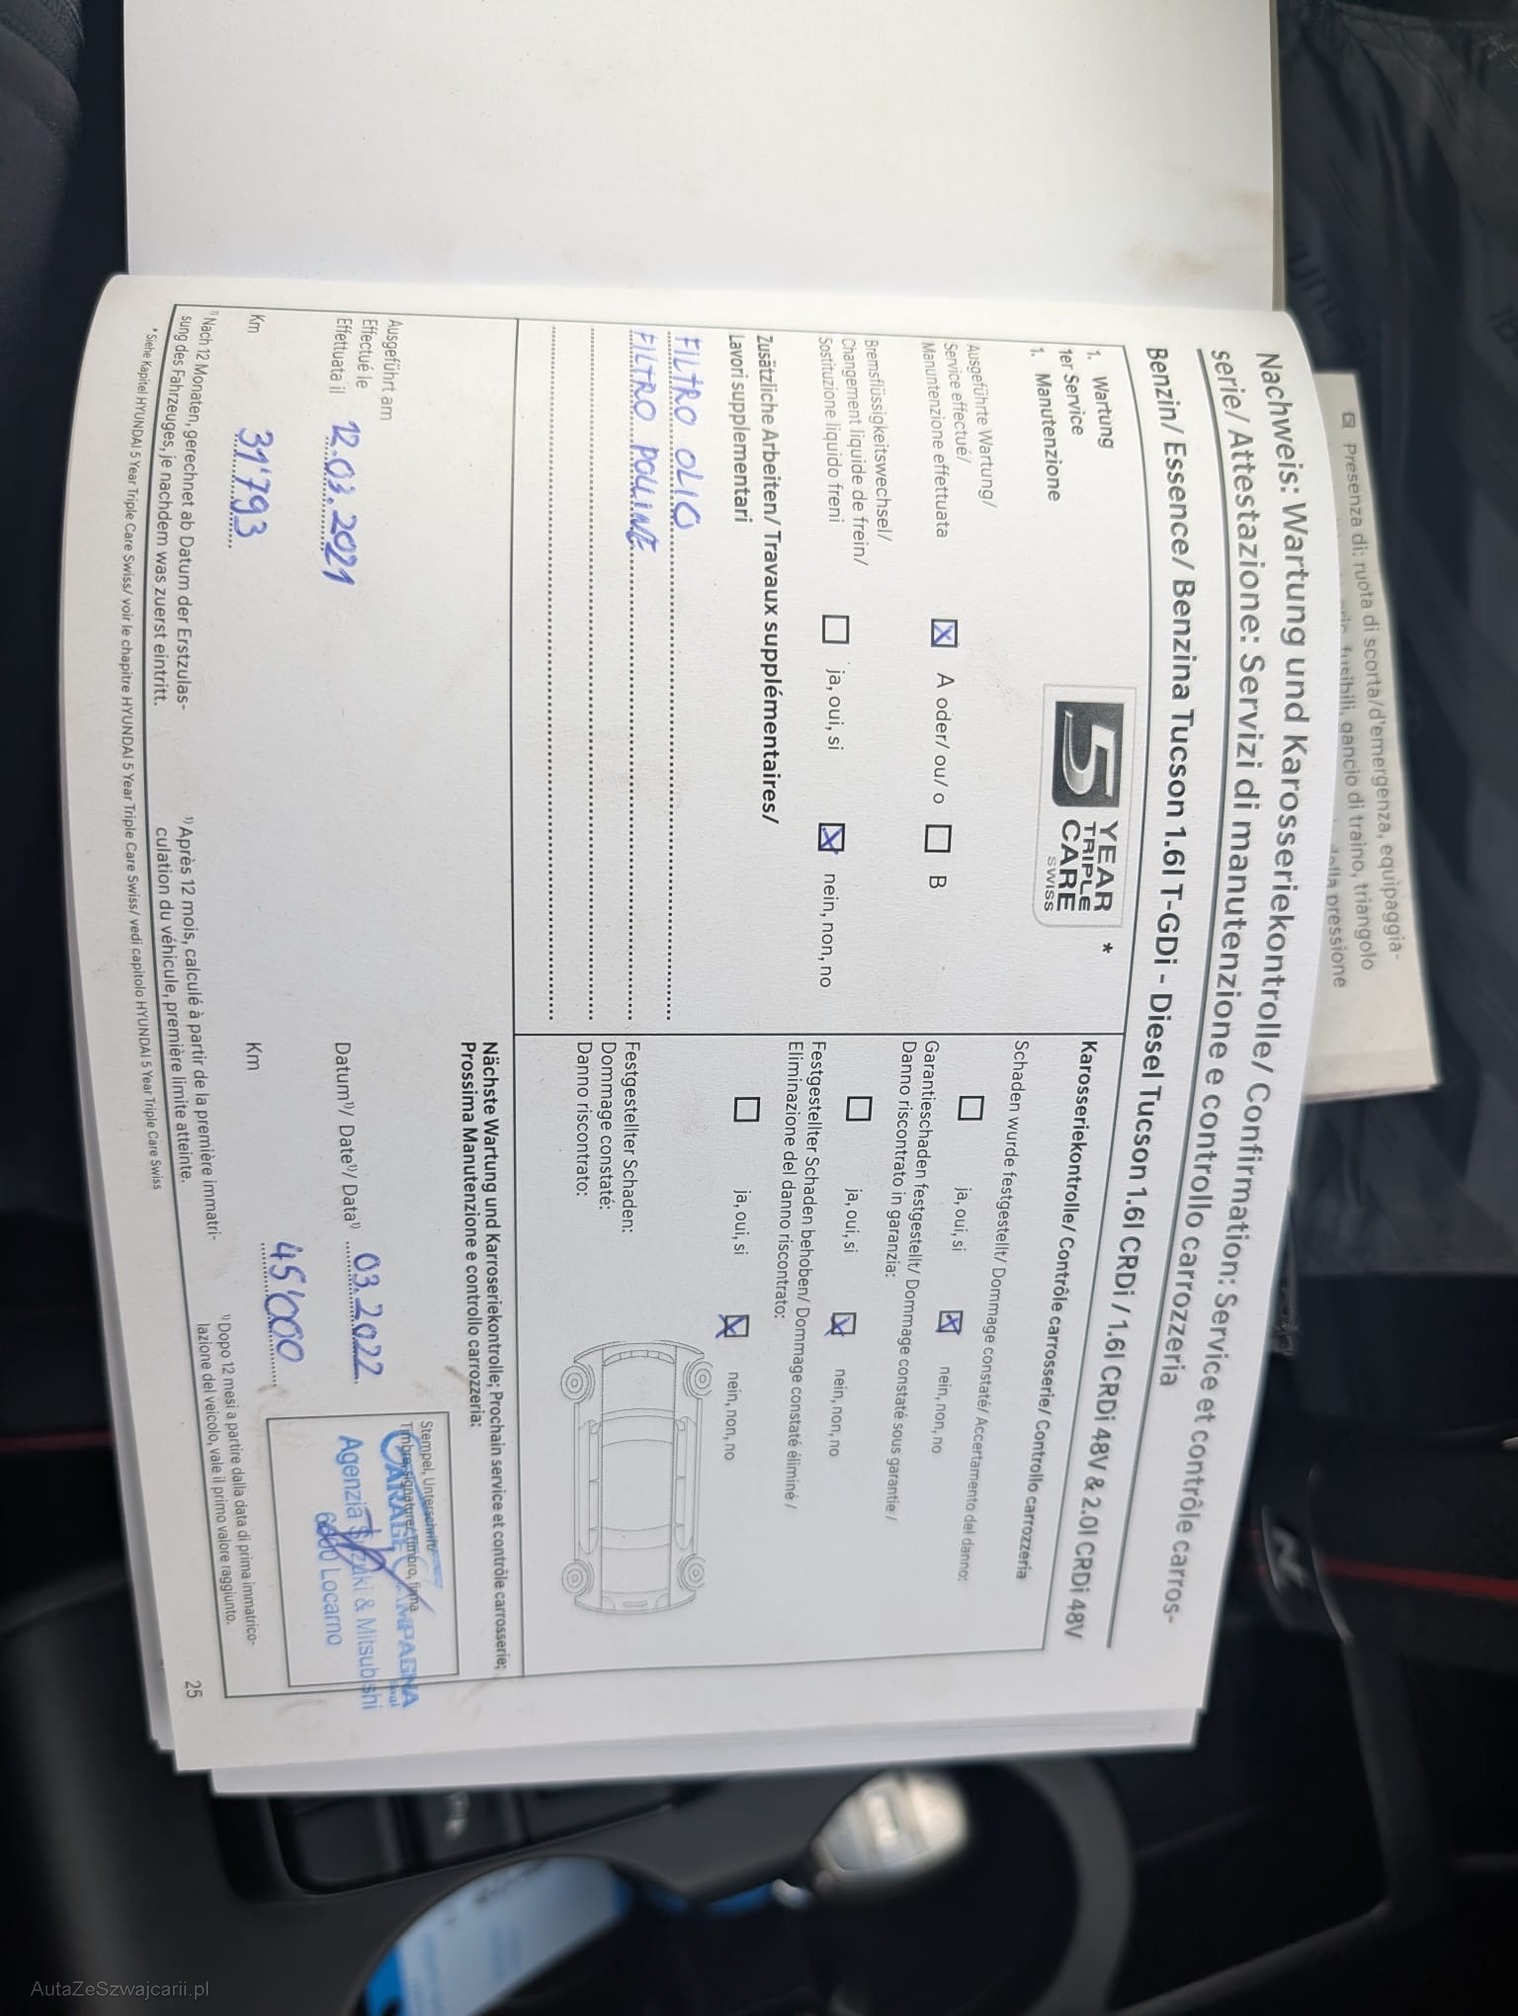 Presenza di: ruota di scorta/d'emergenza, equipaggia-
fusibili, gancio di traino, triangolo
pressione
Nachweis: Wartung und Karosseriekontrolle/ Confirmation: Service et contrôle carros-
serie/ Attestazione: Servizi di manutenzione e controllo carrozzeria
Benzin/ Essence/ Benzina Tucson 1.6l T-GDi - Diesel Tucson 1.6l CRDi / 1.6l CRDi 48V & 2.0l CRDi 48V
1. Wartung
1er Service
1. Manutenzione
5 YEAR
TRIPLE
CARE
SWISS
*
Ausgeführte Wartung/
Service effectué/
Manuntenzione effettuata
X A oder/ ou/ o B
Bremsflüssigkeitswechsel/
Changement liquide de frein/
Sostituzione liquido freni
ja, oui, si X nein, non, no
Zusätzliche Arbeiten/ Travaux supplémentaires/
Lavori supplementari
FILTRO OLIO
FILTRO POLLINE
Karosseriekontrolle/ Contrôle carrosserie/ Controllo carrozzeria
Schaden wurde festgestellt/ Dommage constaté/ Accertamento del danno:
ja, oui, si X nein, non, no
Garantieschaden festgestellt/ Dommage constaté sous garantie /
Danno riscontrato in garanzia:
ja, oui, si X nein, non, no
Festgestellter Schaden behoben/ Dommage constaté éliminé /
Eliminazione del danno riscontrato:
ja, oui, si X nein, non, no
Festgestellter Schaden:
Dommage constaté:
Danno riscontrato:
Ausgeführt am
Effectué le
Effettuata il 12.03.2021
Km 31'793
Nächste Wartung und Karroseriekontrolle; Prochain service et contrôle carrosserie;
Prossima Manutenzione e controllo carrozzeria:
Datum¹⁾/ Date¹⁾/ Data¹⁾ 03.2022
Km 45'000
Stempel, Unterschrift/
Timbre, signature/ Timbro, firma
GARAGE CAMPAGNA
Agenzia Suzuki & Mitsubishi
6600 Locarno
¹⁾ Nach 12 Monaten, gerechnet ab Datum der Erstzulas-
sung des Fahrzeuges, je nachdem was zuerst eintritt.
¹⁾ Après 12 mois, calculé à partir de la première immatri-
culation du véhicule, première limite atteinte.
¹⁾ Dopo 12 mesi a partire dalla data di prima immatrico-
lazione del veicolo, vale il primo valore raggiunto.
* Siehe Kapitel HYUNDAI 5 Year Triple Care Swiss/ voir le chapitre HYUNDAI 5 Year Triple Care Swiss/ vedi capitolo HYUNDAI 5 Year Triple Care Swiss
25
AutaZeSzwajcarii.pl